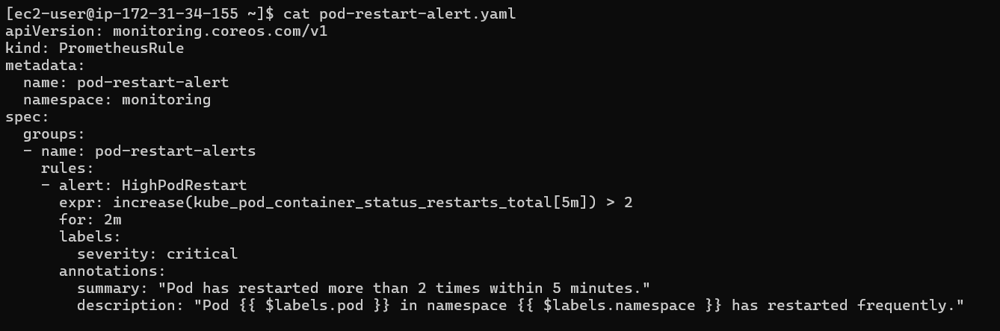 [ec2-user@ip-172-31-34-155 ~]$ cat pod-restart-alert.yaml
apiVersion: monitoring.coreos.com/v1
kind: PrometheusRule
metadata:
  name: pod-restart-alert
  namespace: monitoring
spec:
  groups:
  - name: pod-restart-alerts
    rules:
    - alert: HighPodRestart
      expr: increase(kube_pod_container_status_restarts_total[5m]) > 2
      for: 2m
      labels:
        severity: critical
      annotations:
        summary: "Pod has restarted more than 2 times within 5 minutes."
        description: "Pod {{ $labels.pod }} in namespace {{ $labels.namespace }} has restarted frequently."